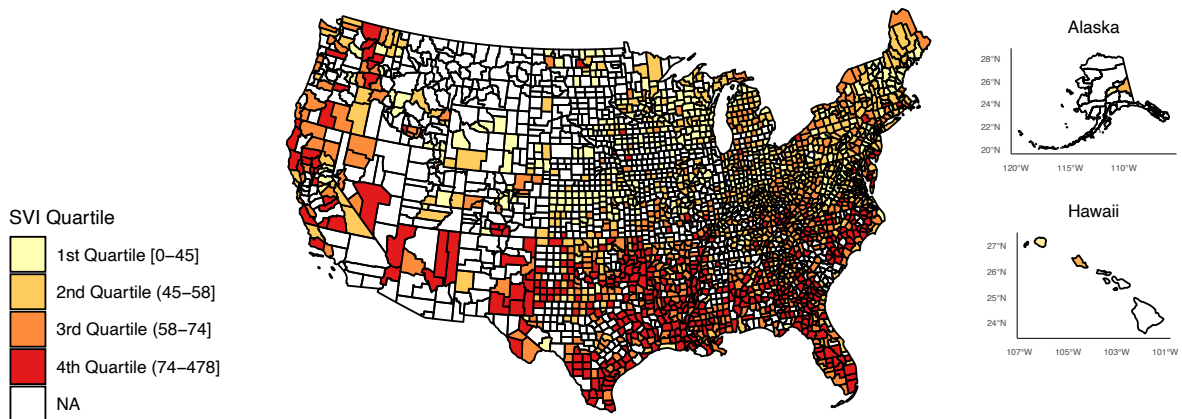 Alaska
28°N
26°N
24°N
22°N
20°N
120°W 115°W 110°W
SVI Quartile
1st Quartile [0−45]
2nd Quartile (45−58]
3rd Quartile (58−74]
4th Quartile (74−478]
NA
Hawaii
27°N
26°N
25°N
24°N
107°W 105°W 103°W 101°W